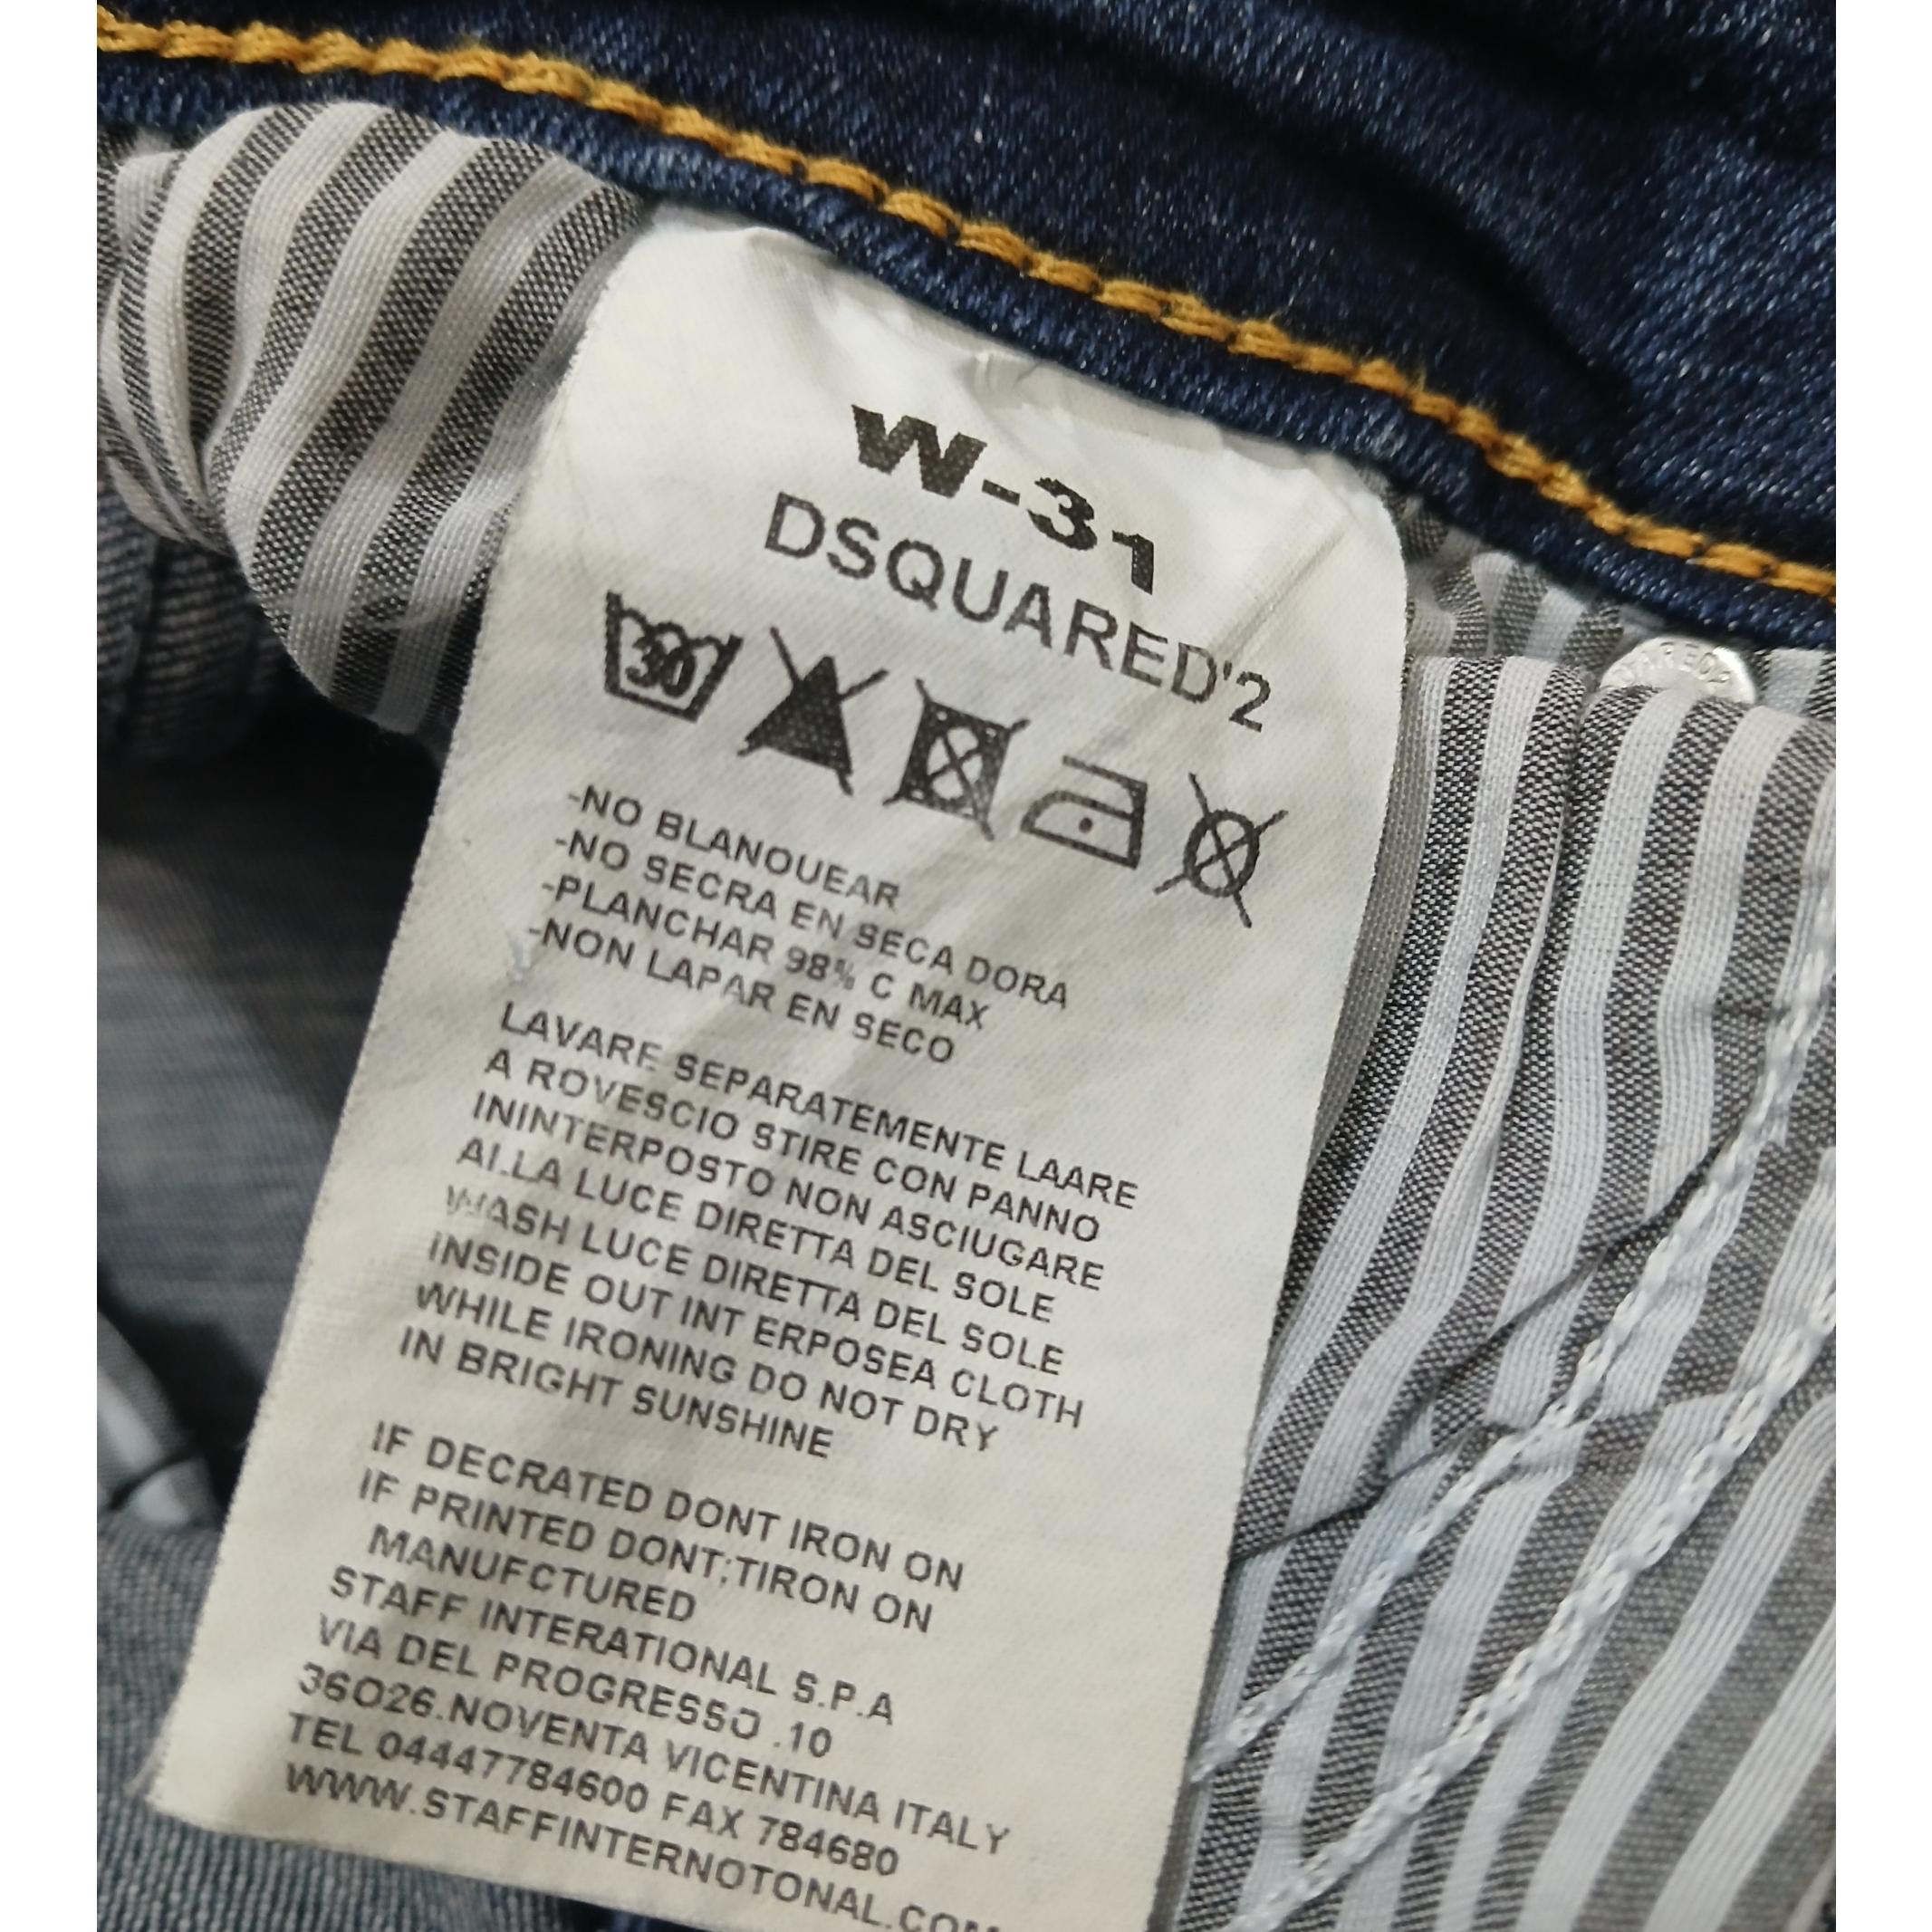 W-31
DSQUARED'2
30
-NO BLANOUEAR
-NO SECRA EN SECA DORA
-PLANCHAR 98% C MAX
-NON LAPAR EN SECO
LAVARE SEPARATEMENTE LAARE
A ROVESCIO STIRE CON PANNO
ININTERPOSTO NON ASCIUGARE
ALLA LUCE DIRETTA DEL SOLE
WASH LUCE DIRETTA DEL SOLE
INSIDE OUT INT ERPOSEA CLOTH
WHILE IRONING DO NOT DRY
IN BRIGHT SUNSHINE
IF DECRATED DONT IRON ON
IF PRINTED DONT;TIRON ON
MANUFCTURED
STAFF INTERATIONAL S.P.A
VIA DEL PROGRESSO .10
36O26.NOVENTA VICENTINA ITALY
TEL 04447784600 FAX 784680
WWW.STAFFINTERNOTONAL.COM